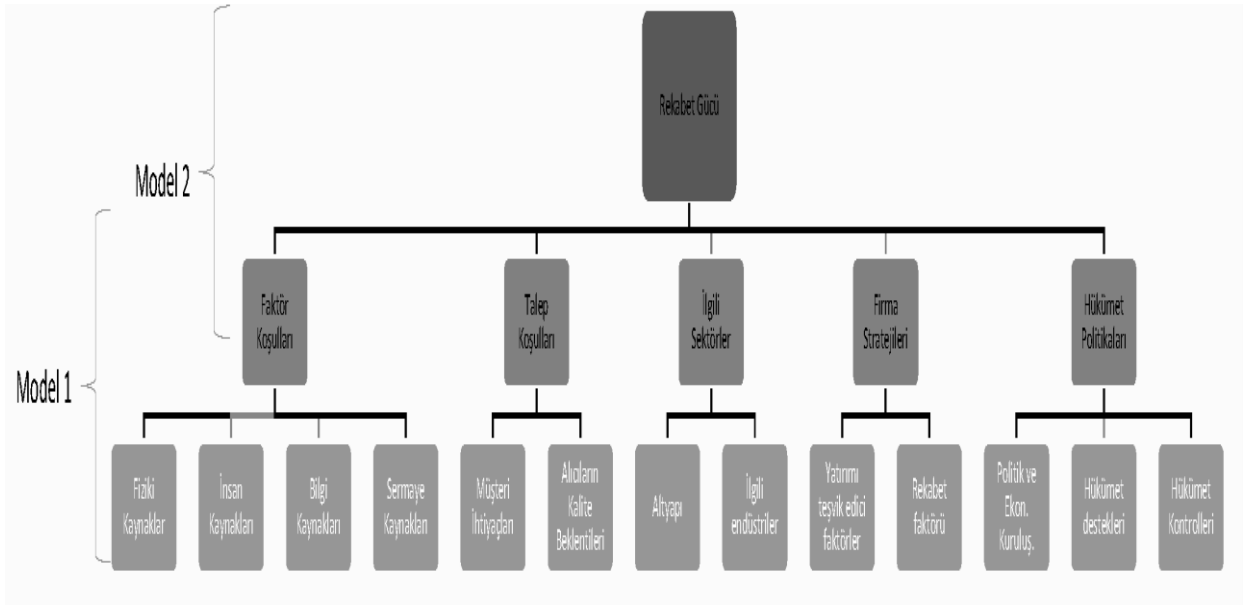 Rekabet Gücü
Model 2
Faktör
Koşulları
Talep
Koşulları
İlgili
Sektörler
Firma
Stratejileri
Hükümet
Politikaları
Model 1
Fiziki
Kaynaklar
İnsan
Kaynakları
Bilgi
Kaynakları
Sermaye
Kaynakları
Müşteri
İhtiyaçları
Alıcıların
Kalite
Beklentileri
Altyapı
İlgili
endüstriler
Yatırımı
teşvik edici
faktörler
Rekabet
faktörü
Politik ve
Ekon.
Kuruluş.
Hükümet
destekleri
Hükümet
Kontrolleri